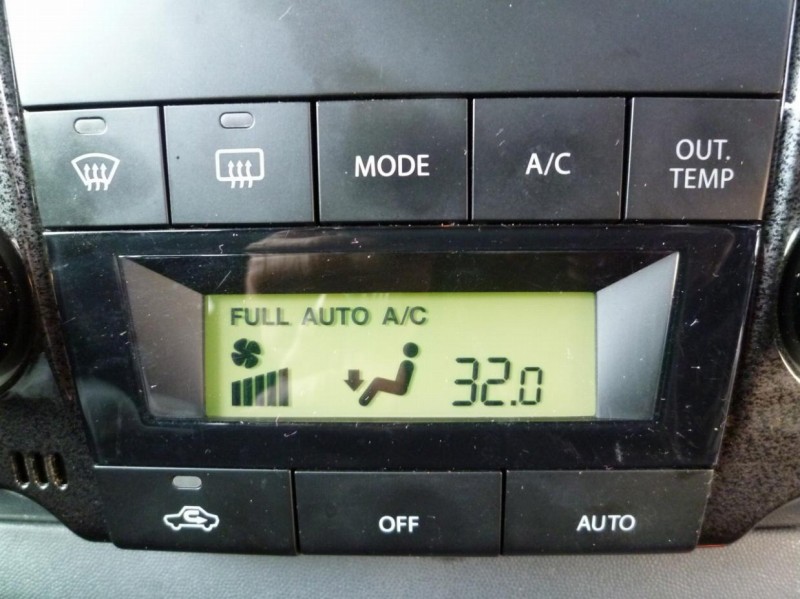 MODE
A/C
OUT.
TEMP
FULL AUTO A/C
32.0
OFF
AUTO